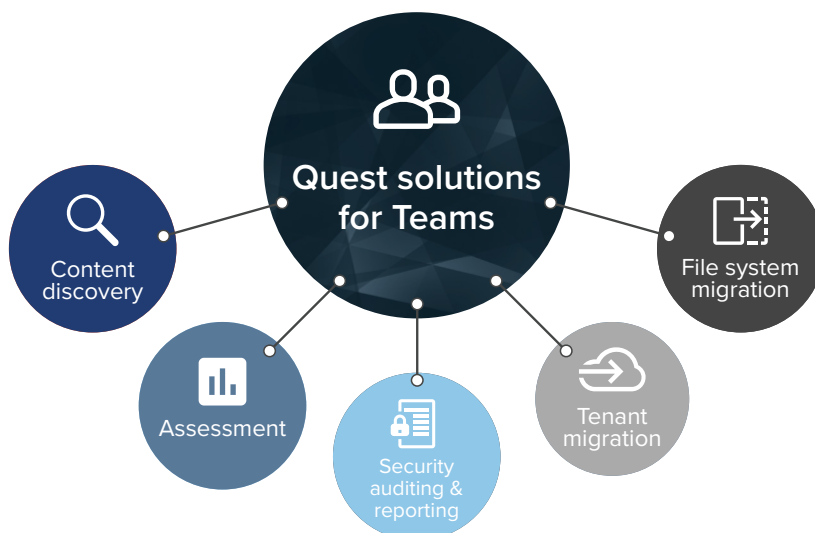 Quest solutions
for Teams
Content
discovery
Assessment
Security
auditing &
reporting
Tenant
migration
File system
migration